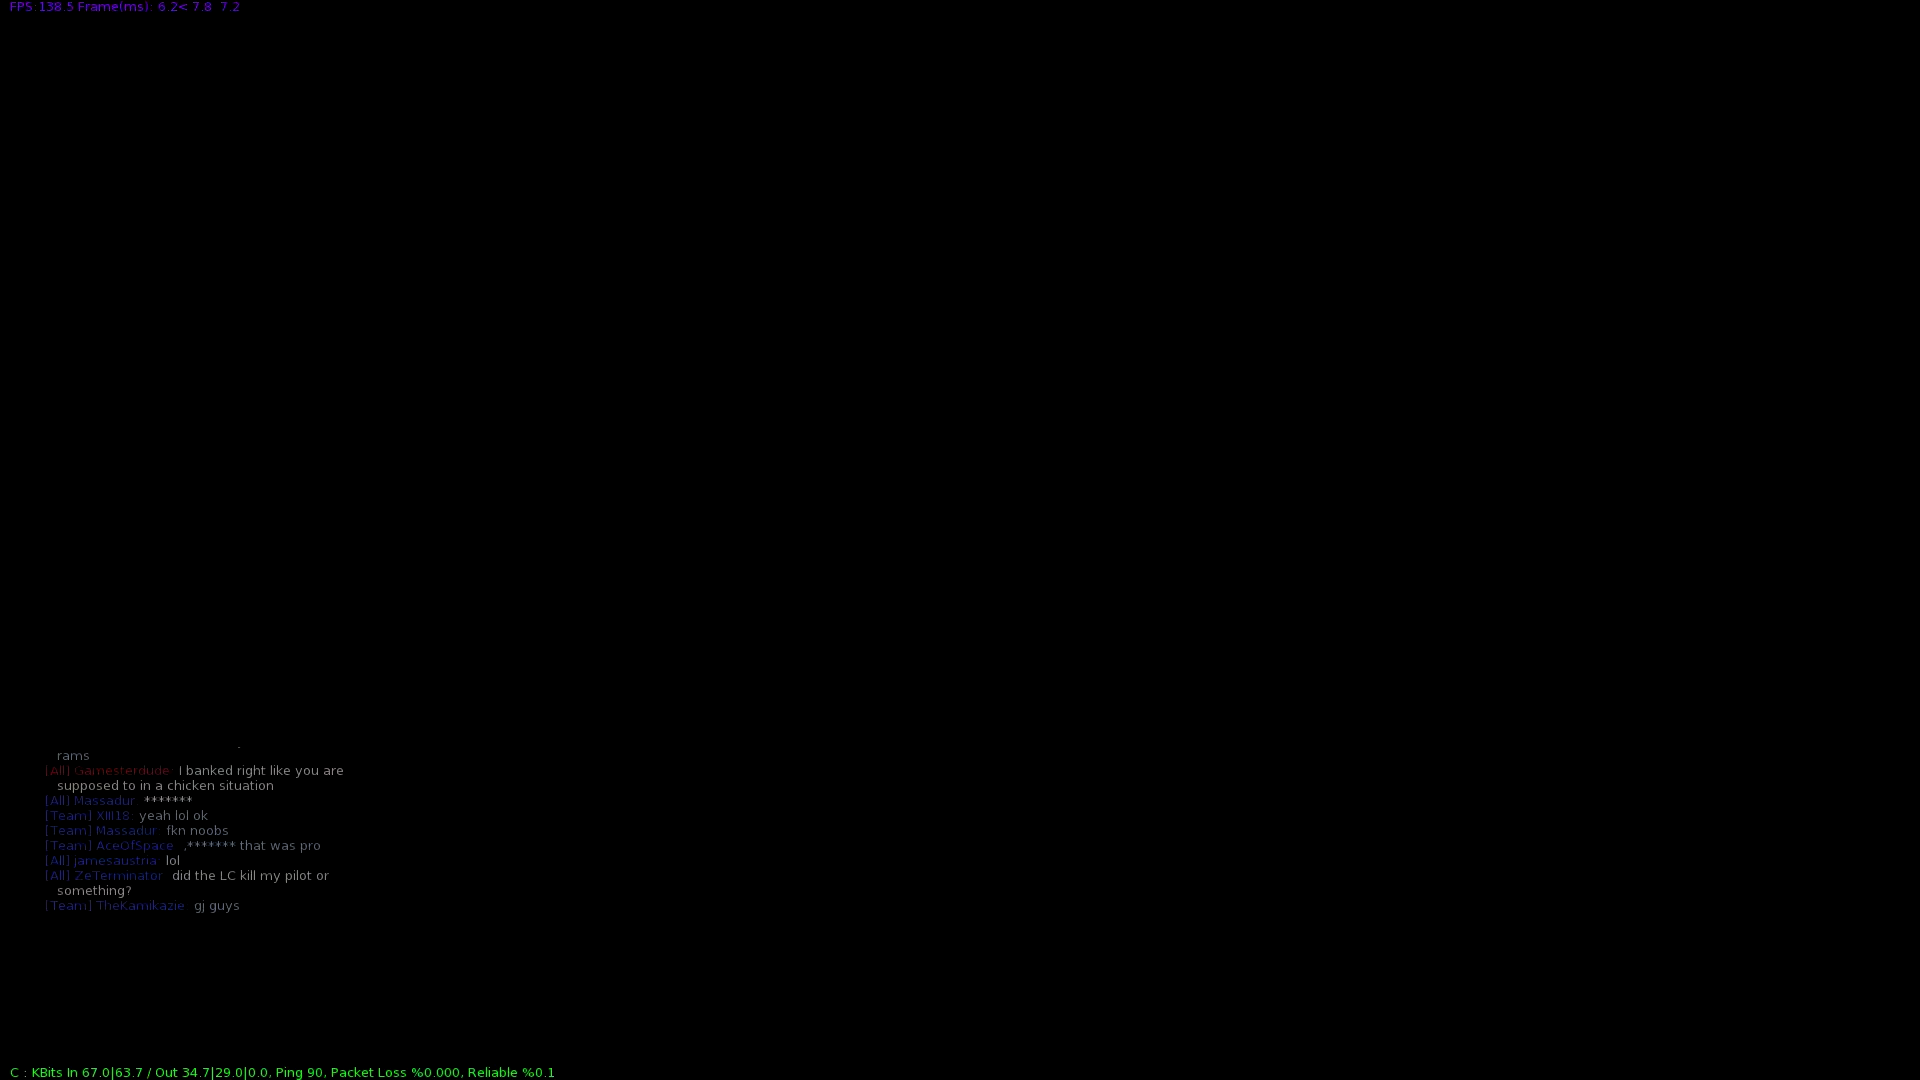 FPS:138.5 Frame(ms): 6.2< 7.8  7.2
rams
[All] Gamesterdude: I banked right like you are
supposed to in a chicken situation
[All] Massadur: *******
[Team] XIII18: yeah lol ok
[Team] Massadur: fkn noobs
[Team] AceOfSpace: ,******* that was pro
[All] jamesaustria: lol
[All] ZeTerminator: did the LC kill my pilot or
something?
[Team] TheKamikazie: gj guys
C : KBits In 67.0|63.7 / Out 34.7|29.0|0.0, Ping 90, Packet Loss %0.000, Reliable %0.1